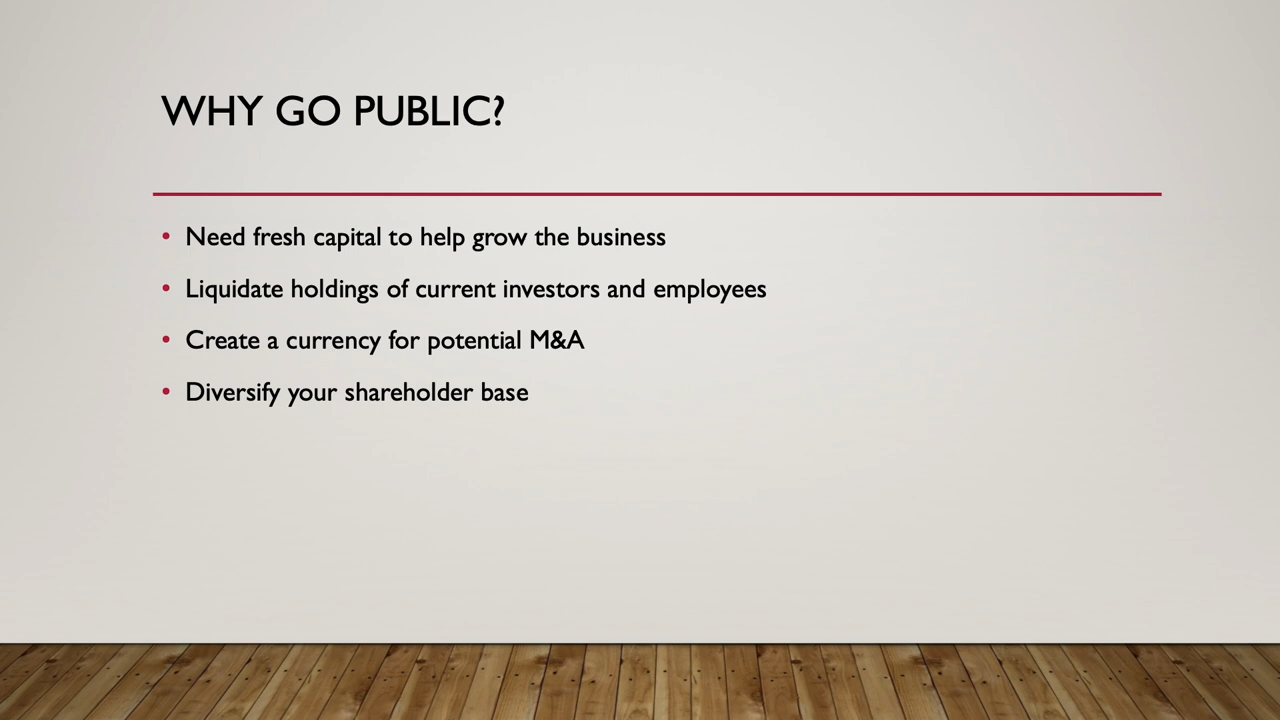 WHY GO PUBLIC?
• Need fresh capital to help grow the business
• Liquidate holdings of current investors and employees
• Create a currency for potential M&A
• Diversify your shareholder base